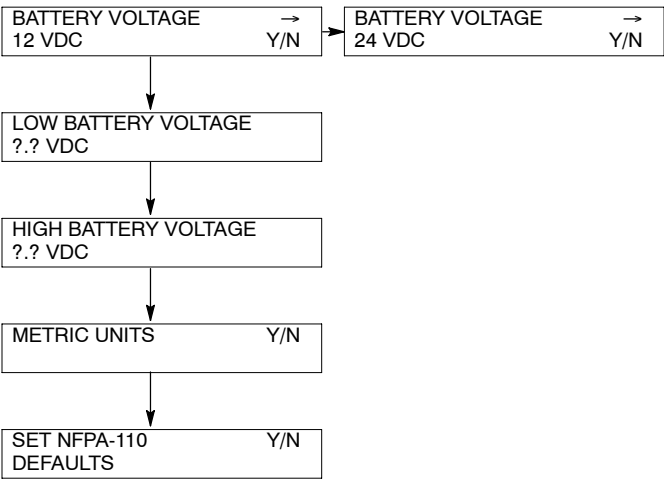 BATTERY VOLTAGE →
12 VDC Y/N
BATTERY VOLTAGE →
24 VDC Y/N
LOW BATTERY VOLTAGE
?.? VDC
HIGH BATTERY VOLTAGE
?.? VDC
METRIC UNITS Y/N
SET NFPA-110 Y/N
DEFAULTS